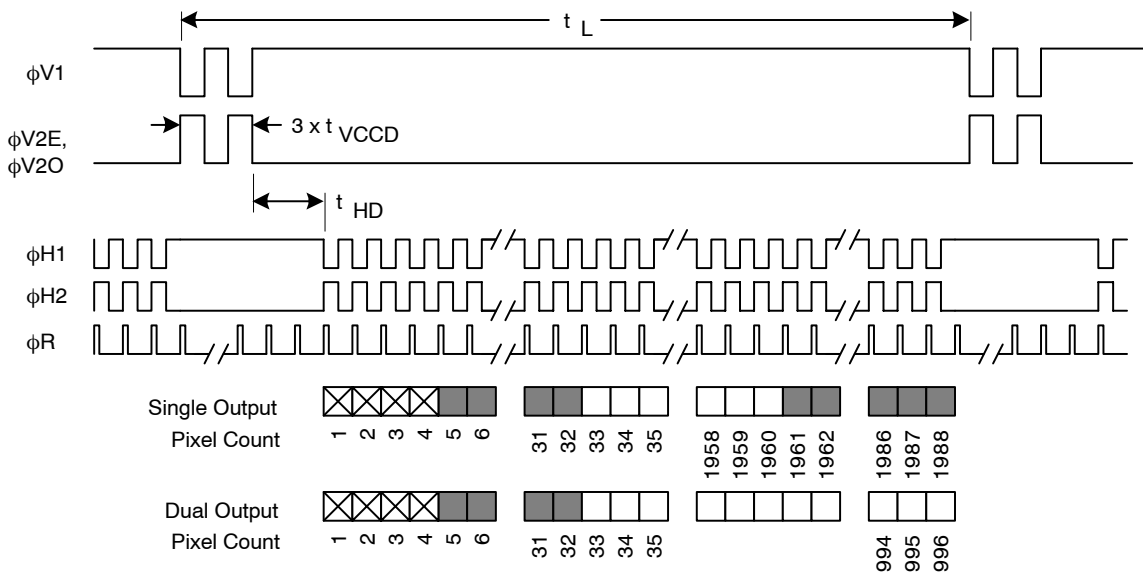 t L
ϕV1
ϕV2E,
ϕV2O
3 x t VCCD
t HD
ϕH1
ϕH2
ϕR
Single Output
Pixel Count
1 2 3 4 5 6 31 32 33 34 35 1958 1959 1960 1961 1962 1986 1987 1988
Dual Output
Pixel Count
1 2 3 4 5 6 31 32 33 34 35 994 995 996